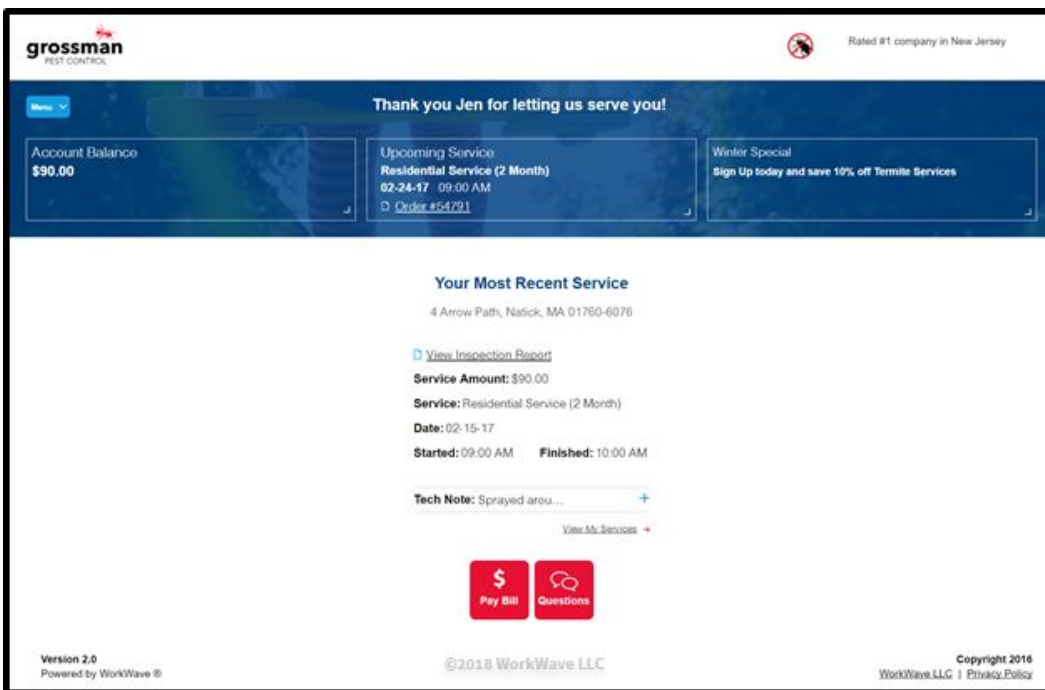 grossman
PEST CONTROL
Rated #1 company in New Jersey
Menu
Thank you Jen for letting us serve you!
Account Balance
$90.00
Upcoming Service
Residential Service (2 Month)
02-24-17 09:00 AM
Order #54791
Winter Special
Sign Up today and save 10% off Termite Services
Your Most Recent Service
4 Arrow Path, Natick, MA 01760-6076
View Inspection Report
Service Amount: $90.00
Service: Residential Service (2 Month)
Date: 02-15-17
Started: 09:00 AM Finished: 10:00 AM
Tech Note: Sprayed arou... +
View My Services →
$ Pay Bill
Questions
Version 2.0
Powered by WorkWave ®
©2018 WorkWave LLC
Copyright 2016
WorkWave LLC | Privacy Policy